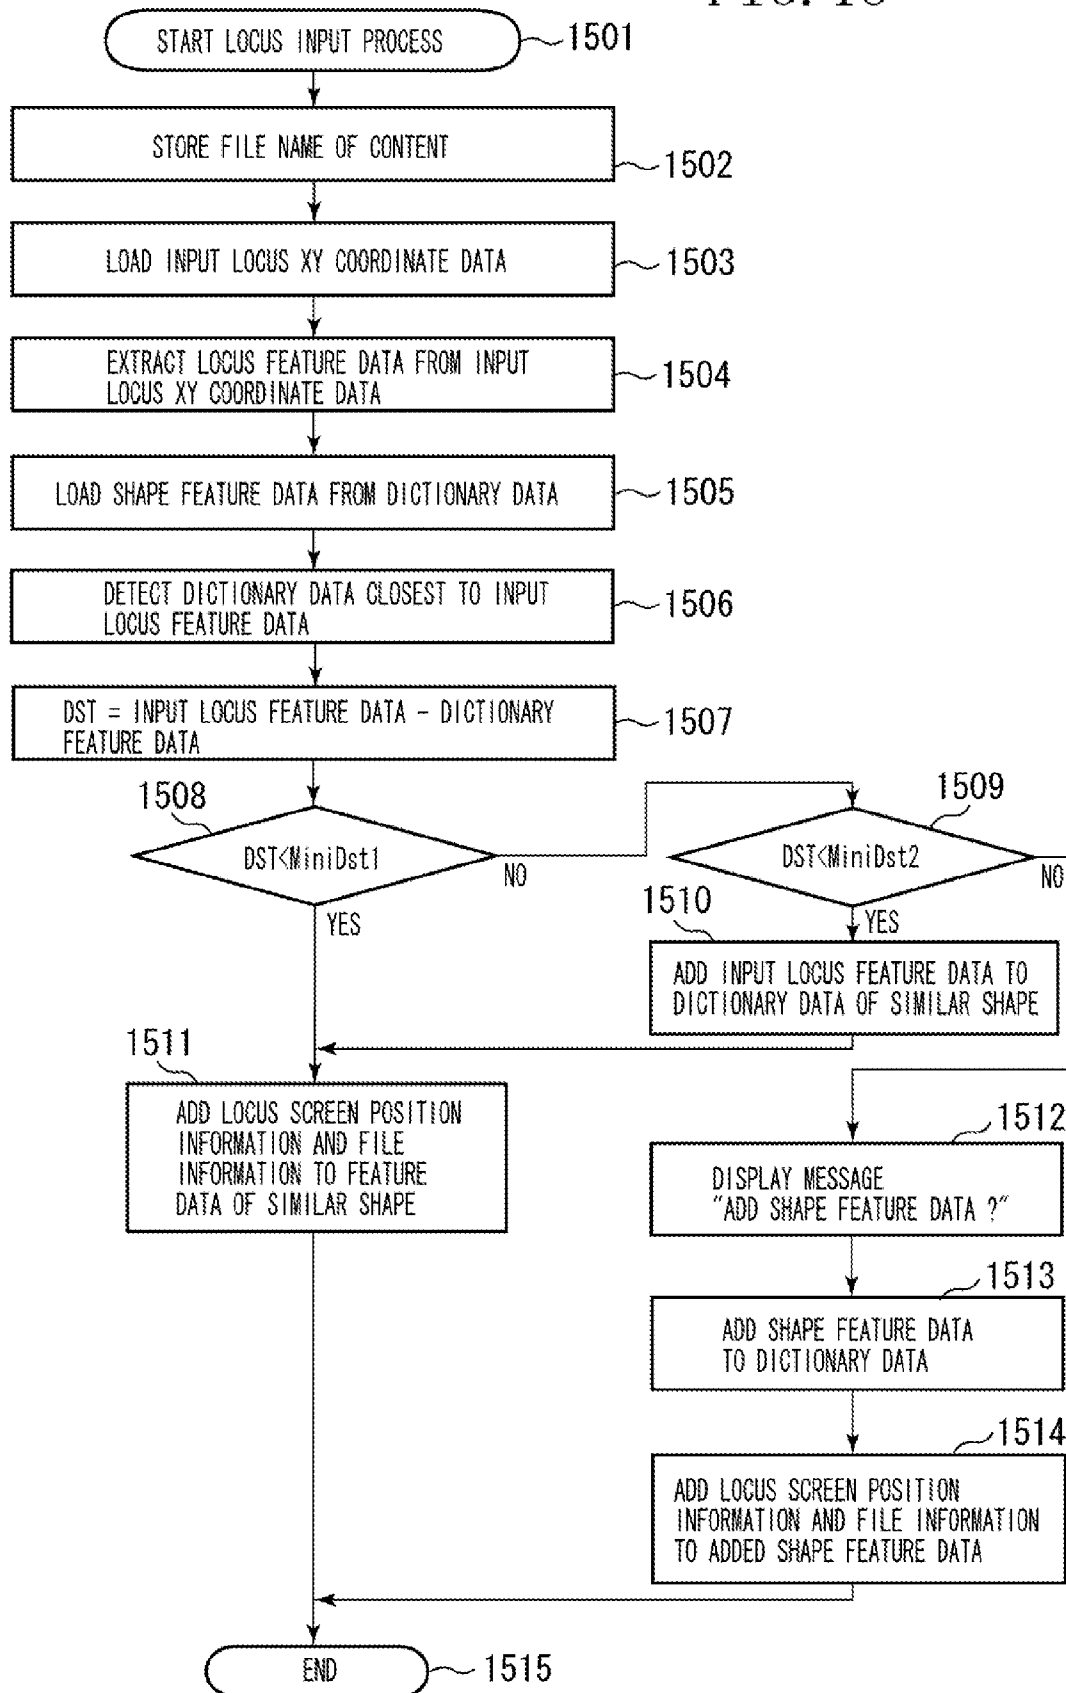 START LOCUS INPUT PROCESS
1501
STORE FILE NAME OF CONTENT
1502
LOAD INPUT LOCUS XY COORDINATE DATA
1503
EXTRACT LOCUS FEATURE DATA FROM INPUT
LOCUS XY COORDINATE DATA
1504
LOAD SHAPE FEATURE DATA FROM DICTIONARY DATA
1505
DETECT DICTIONARY DATA CLOSEST TO INPUT
LOCUS FEATURE DATA
1506
DST = INPUT LOCUS FEATURE DATA - DICTIONARY
FEATURE DATA
1507
1508
DST<MiniDst1
NO
YES
1509
DST<MiniDst2
NO
YES
1510
ADD INPUT LOCUS FEATURE DATA TO
DICTIONARY DATA OF SIMILAR SHAPE
1511
ADD LOCUS SCREEN POSITION
INFORMATION AND FILE
INFORMATION TO FEATURE
DATA OF SIMILAR SHAPE
1512
DISPLAY MESSAGE
"ADD SHAPE FEATURE DATA ?"
1513
ADD SHAPE FEATURE DATA
TO DICTIONARY DATA
1514
ADD LOCUS SCREEN POSITION
INFORMATION AND FILE INFORMATION
TO ADDED SHAPE FEATURE DATA
END
1515